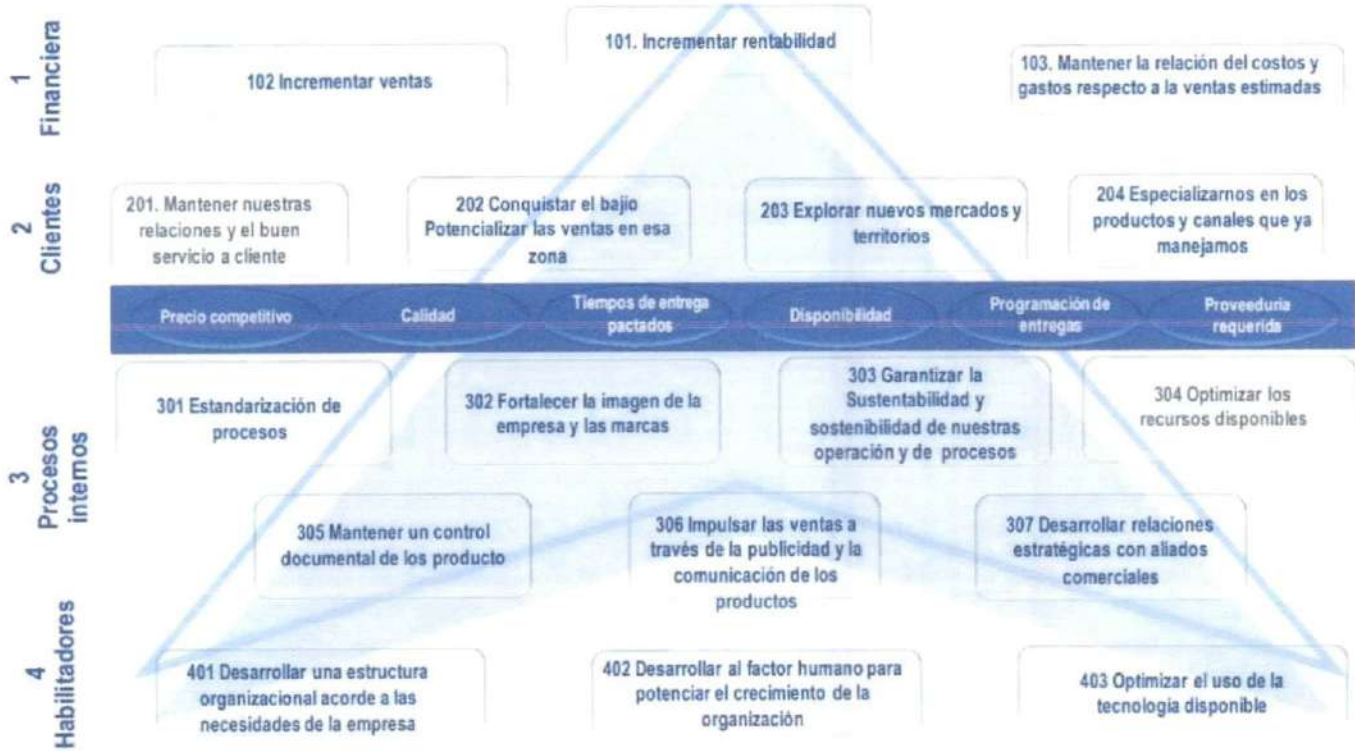 1
Financiera
101. Incrementar rentabilidad
102 Incrementar ventas
103. Mantener la relación del costos y
gastos respecto a la ventas estimadas
2
Clientes
201. Mantener nuestras
relaciones y el buen
servicio a cliente
202 Conquistar el bajio
Potencializar las ventas en esa
zona
203 Explorar nuevos mercados y
territorios
204 Especializarnos en los
productos y canales que ya
manejamos
Precio competitivo
Calidad
Tiempos de entrega
pactados
Disponibilidad
Programación de
entregas
Proveeduria
requerida
3
Procesos
internos
301 Estandarización de
procesos
302 Fortalecer la imagen de la
empresa y las marcas
303 Garantizar la
Sustentabilidad y
sostenibilidad de nuestras
operación y de procesos
304 Optimizar los
recursos disponibles
305 Mantener un control
documental de los producto
306 Impulsar las ventas a
través de la publicidad y la
comunicación de los
productos
307 Desarrollar relaciones
estratégicas con aliados
comerciales
4
Habilitadores
401 Desarrollar una estructura
organizacional acorde a las
necesidades de la empresa
402 Desarrollar al factor humano para
potenciar el crecimiento de la
organización
403 Optimizar el uso de la
tecnología disponible